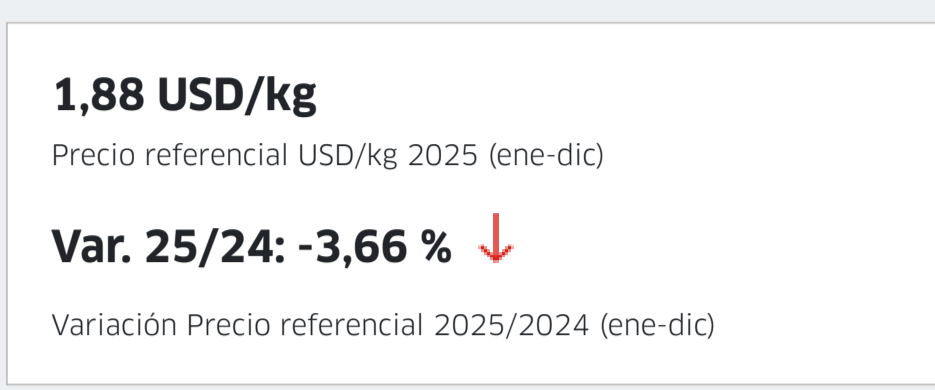 1,88 USD/kg
Precio referencial USD/kg 2025 (ene-dic)
Var. 25/24: -3,66 %
Variación Precio referencial 2025/2024 (ene-dic)